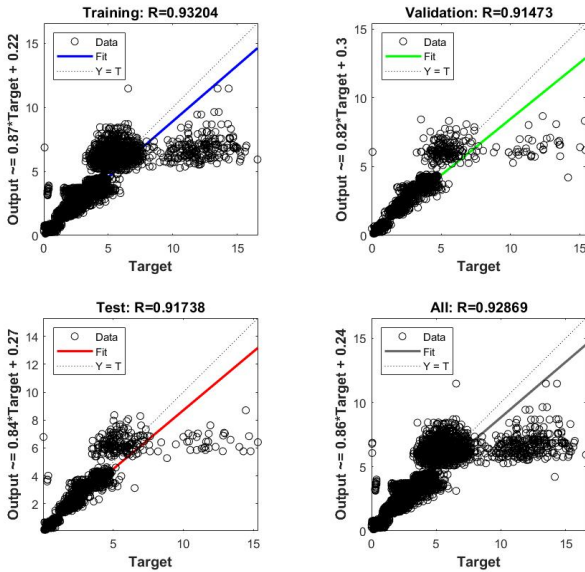 Training: R=0.93204
Output ~= 0.87*Target + 0.22
15
10
5
0
Data
Fit
Y = T
0
5
10
15
Target
Validation: R=0.91473
Output ~= 0.82*Target + 0.3
15
10
5
0
Data
Fit
Y = T
0
5
10
15
Target
Test: R=0.91738
Output ~= 0.84*Target + 0.27
14
12
10
8
6
4
2
Data
Fit
Y = T
5
10
15
Target
All: R=0.92869
Output ~= 0.86*Target + 0.24
15
10
5
0
Data
Fit
Y = T
0
5
10
15
Target